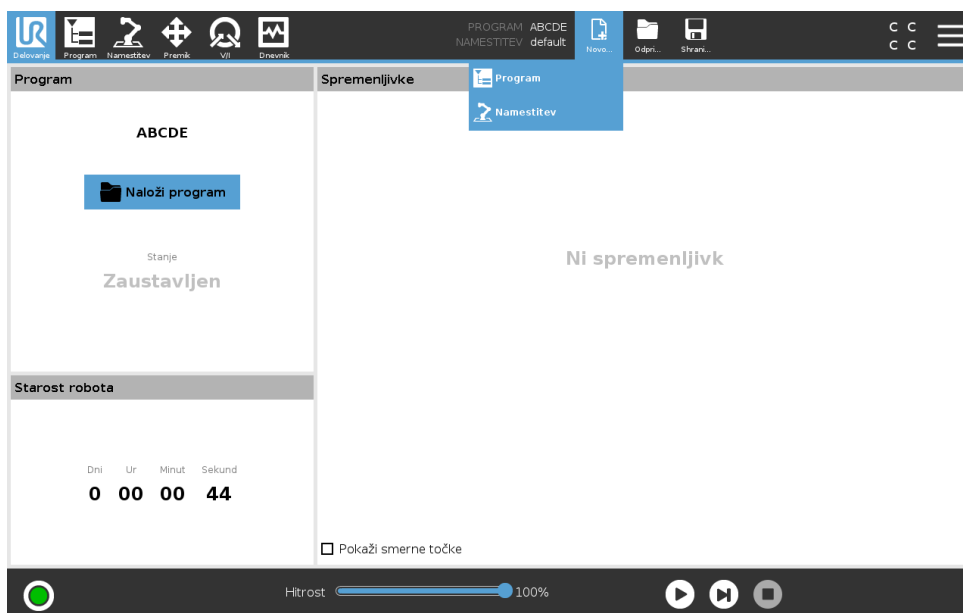 UR
Delovanje
Program
Namestitev
Premik
V/I
Dnevnik
PROGRAM ABCDE
NAMESTITEV default
Novo...
Odpri...
Shrani...
C C
C C
Program
Namestitev
Program
Spremenljivke
ABCDE
Naloži program
Stanje
Zaustavljen
Ni spremenljivk
Starost robota
Dni Ur Minut Sekund
0 00 00 44
Pokaži smerne točke
Hitrost 100%